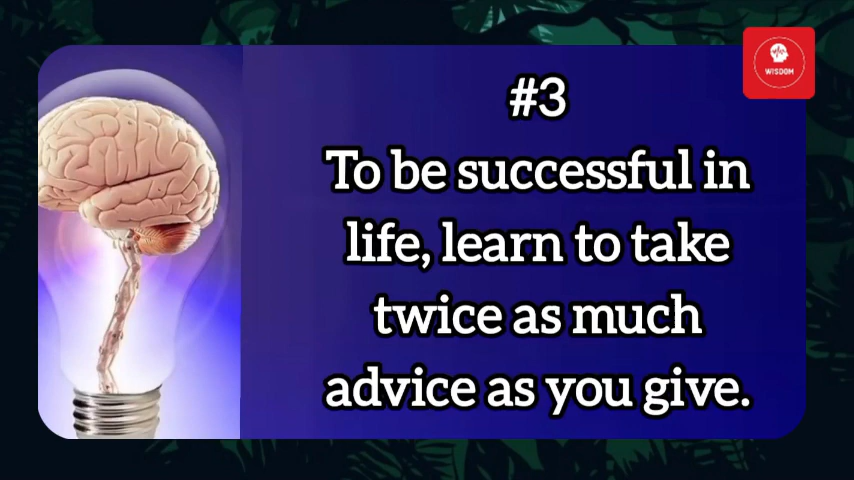 WISDOM
#3
To be successful in
life, learn to take
twice as much
advice as you give.